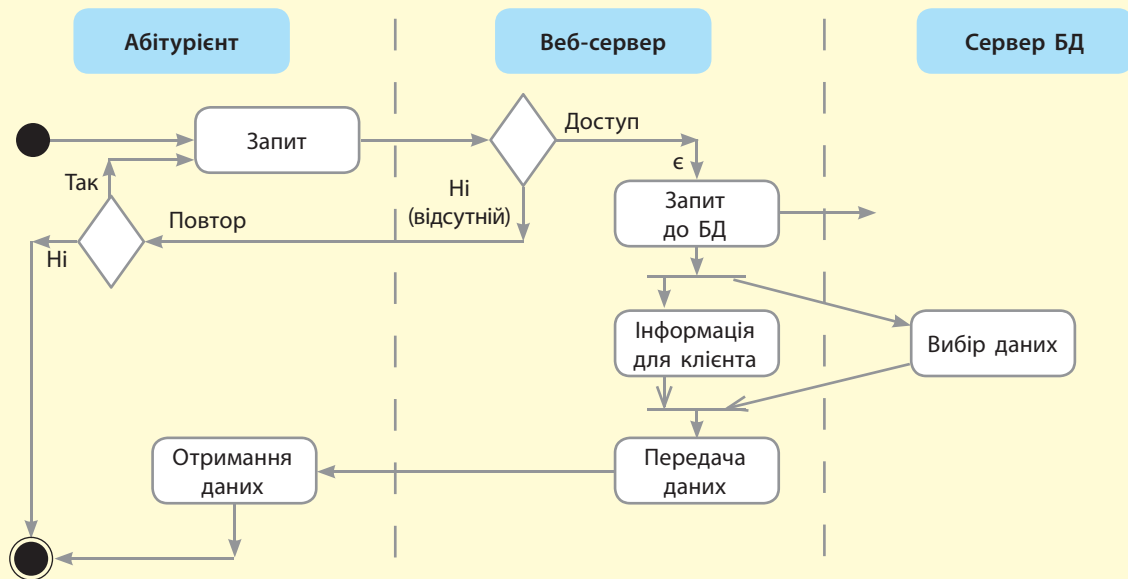 Абітурієнт
Веб-сервер
Сервер БД
Запит
Доступ
є
Так
Ні
(відсутній)
Запит
до БД
Повтор
Ні
Інформація
для клієнта
Вибір даних
Отримання
даних
Передача
даних